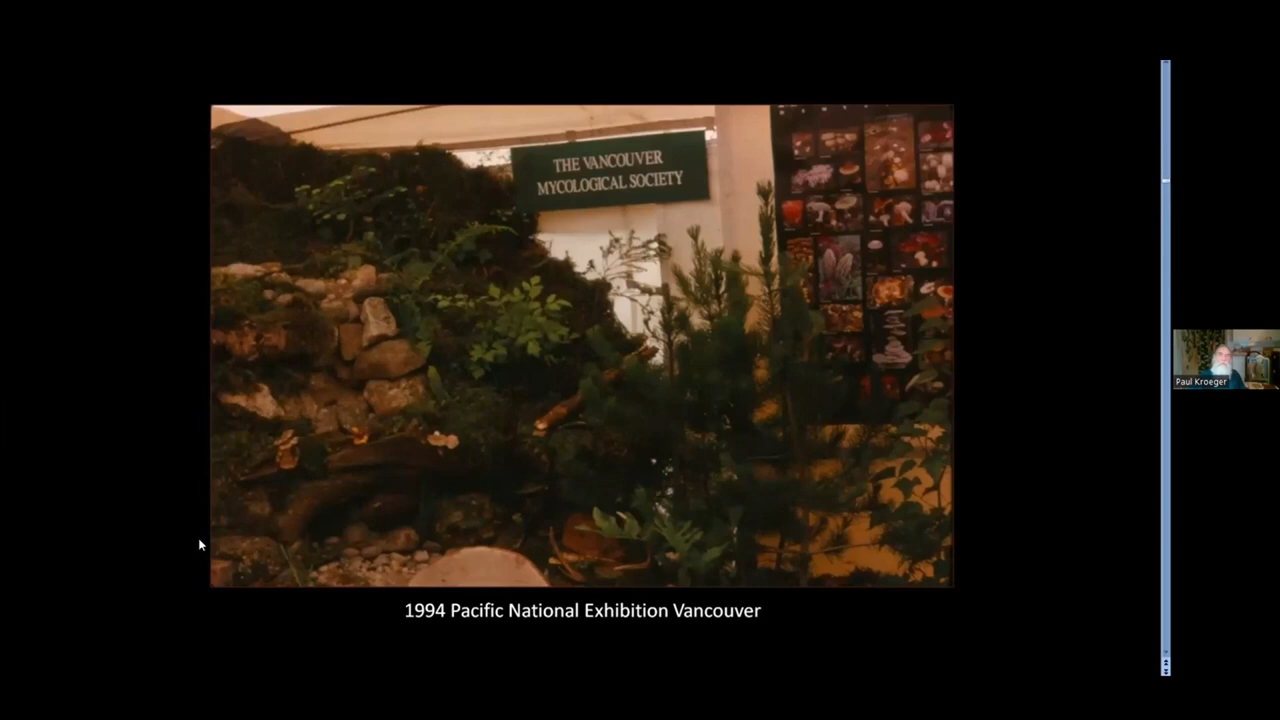 THE VANCOUVER
MYCOLOGICAL SOCIETY
1994 Pacific National Exhibition Vancouver
Paul Kroeger